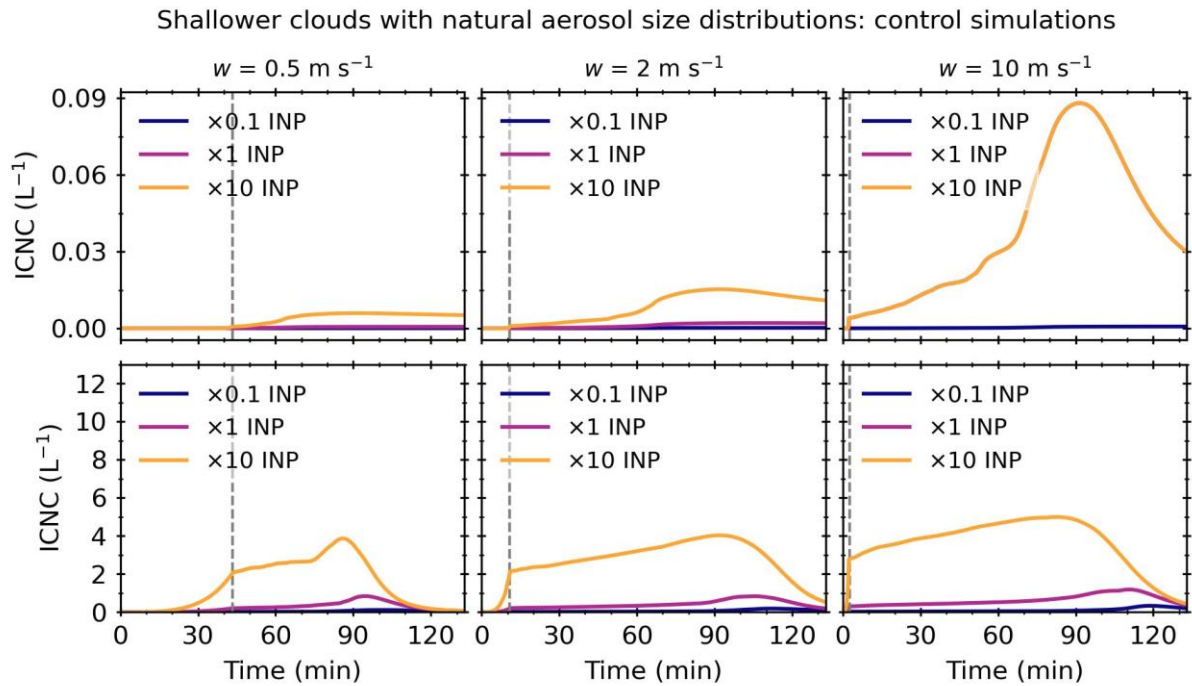 Shallower clouds with natural aerosol size distributions: control simulations
w = 0.5 m s⁻¹
w = 2 m s⁻¹
w = 10 m s⁻¹
ICNC (L⁻¹)
0.09
0.06
0.03
0.00
×0.1 INP
×1 INP
×10 INP
×0.1 INP
×1 INP
×10 INP
×0.1 INP
×1 INP
×10 INP
ICNC (L⁻¹)
12
10
8
6
4
2
0
×0.1 INP
×1 INP
×10 INP
×0.1 INP
×1 INP
×10 INP
×0.1 INP
×1 INP
×10 INP
0 30 60 90 120
0 30 60 90 120
0 30 60 90 120
Time (min)
Time (min)
Time (min)